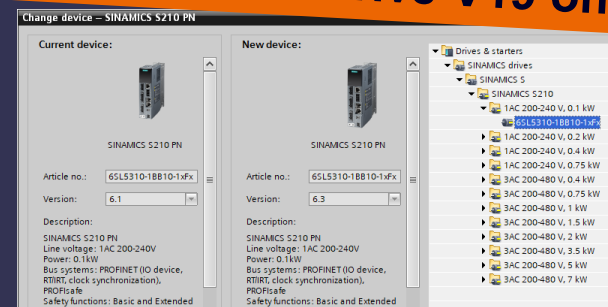 V19 on
Change device – SINAMICS S210 PN
Current device:
SINAMICS S210 PN
Article no.:
6SL5310-1BB10-1xFx
Version:
6.1
Description:
SINAMICS S210 PN
Line voltage: 1AC 200-240V
Power: 0.1kW
Bus systems: PROFINET (IO device,
RT/IRT, clock synchronization),
PROFIsafe
Safety functions: Basic and Extended
New device:
SINAMICS S210 PN
Article no.:
6SL5310-1BB10-1xFx
Version:
6.3
Description:
SINAMICS S210 PN
Line voltage: 1AC 200-240V
Power: 0.1kW
Bus systems: PROFINET (IO device,
RT/IRT, clock synchronization),
PROFIsafe
Safety functions: Basic and Extended
Drives & starters
SINAMICS drives
SINAMICS S
SINAMICS S210
1AC 200-240 V, 0.1 kW
6SL5310-1BB10-1xFx
1AC 200-240 V, 0.2 kW
1AC 200-240 V, 0.4 kW
1AC 200-240 V, 0.75 kW
3AC 200-480 V, 0.4 kW
3AC 200-480 V, 0.75 kW
3AC 200-480 V, 1 kW
3AC 200-480 V, 1.5 kW
3AC 200-480 V, 2 kW
3AC 200-480 V, 3.5 kW
3AC 200-480 V, 5 kW
3AC 200-480 V, 7 kW